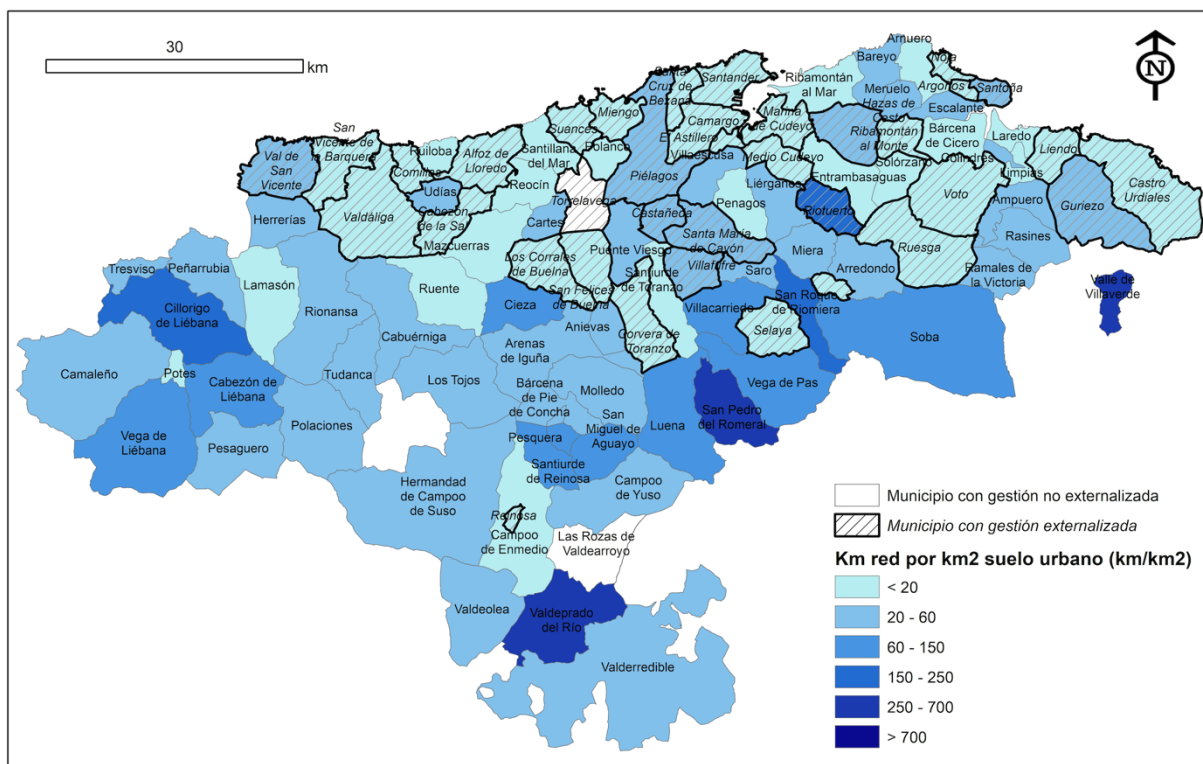 30
km
N
Arnuero
Bareyo
Noja
Santa
Cruz de
Bezana
Santander
Ribamontán
al Mar
Meruelo
Argoños
Santoña
Hazas de
Cesto
Escalante
San
Vicente de
la Barquera
Miengo
Camargo
Marina
de Cudeyo
Suances
Polanco
El Astillero
Villaescusa
Ribamontán
al Monte
Bárcena
de Cicero
Laredo
Colindres
Liendo
Val de
San
Vicente
Ruiloba
Comillas
Alfoz de
Lloredo
Santillana
del Mar
Medio Cudeyo
Solórzano
Limpias
Castro
Urdiales
Valdáliga
Udías
Reocín
Torrelavega
Piélagos
Penagos
Liérganos
Entrambasaguas
Voto
Ampuero
Guriezo
Herrerías
Cabezón
de la Sal
Cartes
Castañeda
Riotuerto
Mazcuerras
Santa María
de Cayón
Ruesga
Rasines
Tresviso
Peñarrubia
Los Corrales
de Buelna
Puente Viesgo
Villafufre
Saro
Miera
Arredondo
Ramales de
la Victoria
Valle de
Villaverde
Lamasón
Ruente
San Felices
de Buelna
Santiurde
de Toranzo
Cillorigo
de Liébana
Rionansa
Cieza
Villacarriedo
San Roque
de Riomiera
Cabuérniga
Anievas
Corvera de
Toranzo
Selaya
Soba
Camaleño
Potes
Cabezón de
Liébana
Tudanca
Los Tojos
Arenas
de Iguña
Bárcena
de Pie
de Concha
Molledo
Vega de Pas
Vega de
Liébana
Pesaguero
Polaciones
San
Miguel de
Aguayo
Luena
San Pedro
del Romeral
Pesquera
Santiurde
de Reinosa
Hermandad
de Campoo
de Suso
Campoo
de Yuso
Reinosa
Campoo
de Enmedio
Las Rozas de
Valdearroyo
Valdeolea
Valdeprado
del Río
Valderredible
Municipio con gestión no externalizada
Municipio con gestión externalizada
Km red por km2 suelo urbano (km/km2)
< 20
20 - 60
60 - 150
150 - 250
250 - 700
> 700